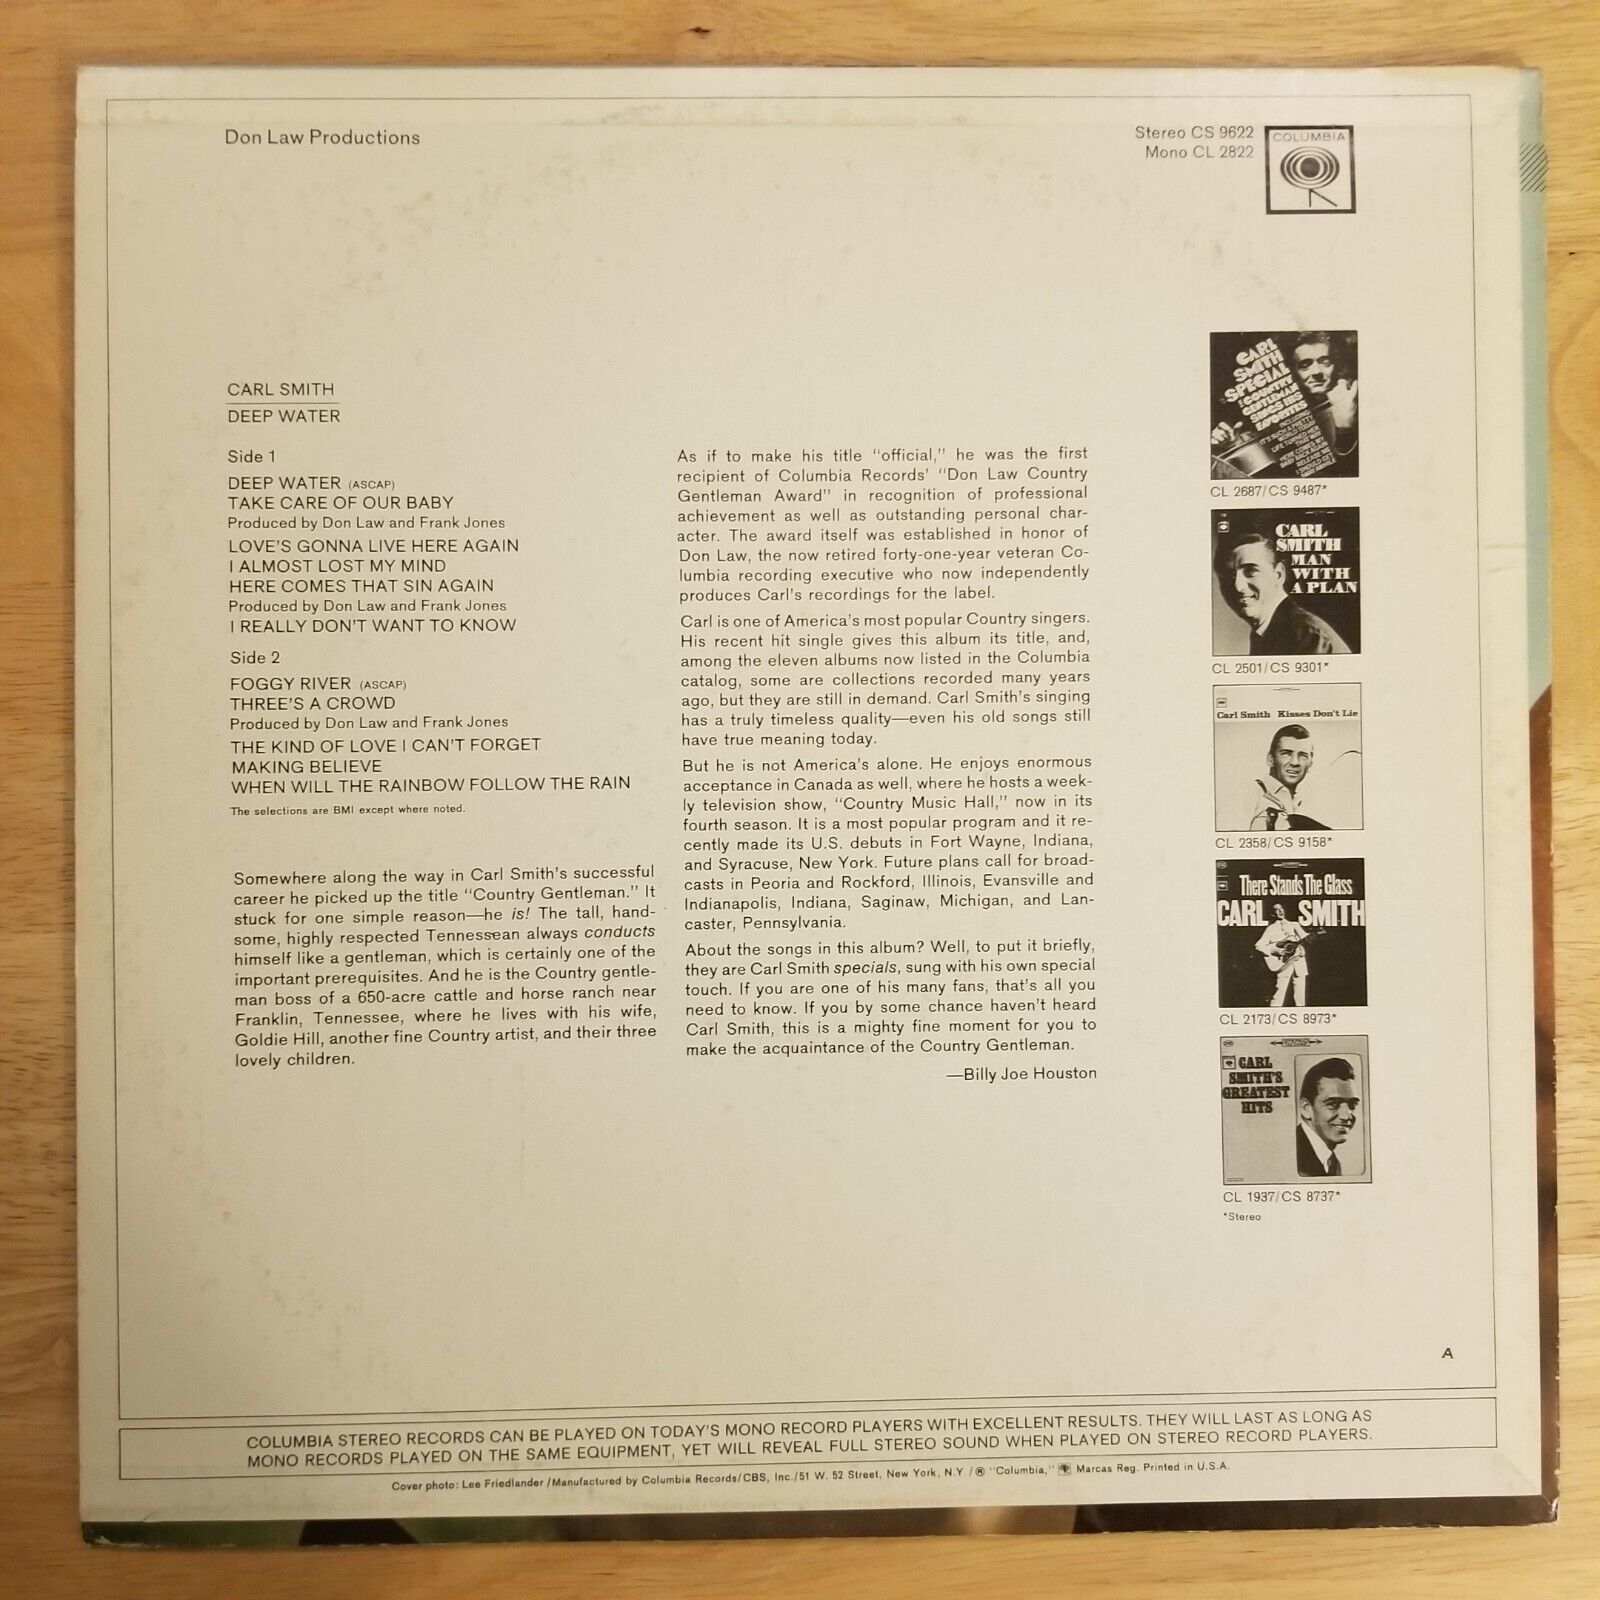 Don Law Productions
Stereo CS 9622
Mono CL 2822
COLUMBIA
CARL SMITH
DEEP WATER
Side 1
DEEP WATER (ASCAP)
TAKE CARE OF OUR BABY
Produced by Don Law and Frank Jones
LOVE'S GONNA LIVE HERE AGAIN
I ALMOST LOST MY MIND
HERE COMES THAT SIN AGAIN
Produced by Don Law and Frank Jones
I REALLY DON'T WANT TO KNOW
Side 2
FOGGY RIVER (ASCAP)
THREE'S A CROWD
Produced by Don Law and Frank Jones
THE KIND OF LOVE I CAN'T FORGET
MAKING BELIEVE
WHEN WILL THE RAINBOW FOLLOW THE RAIN
The selections are BMI except where noted.
Somewhere along the way in Carl Smith's successful
career he picked up the title "Country Gentleman." It
stuck for one simple reason—he is! The tall, hand-
some, highly respected Tennessean always conducts
himself like a gentleman, which is certainly one of the
important prerequisites. And he is the Country gentle-
man boss of a 650-acre cattle and horse ranch near
Franklin, Tennessee, where he lives with his wife,
Goldie Hill, another fine Country artist, and their three
lovely children.
As if to make his title "official," he was the first
recipient of Columbia Records' "Don Law Country
Gentleman Award" in recognition of professional
achievement as well as outstanding personal char-
acter. The award itself was established in honor of
Don Law, the now retired forty-one-year veteran Co-
lumbia recording executive who now independently
produces Carl's recordings for the label.
Carl is one of America's most popular Country singers.
His recent hit single gives this album its title, and,
among the eleven albums now listed in the Columbia
catalog, some are collections recorded many years
ago, but they are still in demand. Carl Smith's singing
has a truly timeless quality—even his old songs still
have true meaning today.
But he is not America's alone. He enjoys enormous
acceptance in Canada as well, where he hosts a week-
ly television show, "Country Music Hall," now in its
fourth season. It is a most popular program and it re-
cently made its U.S. debuts in Fort Wayne, Indiana,
and Syracuse, New York. Future plans call for broad-
casts in Peoria and Rockford, Illinois, Evansville and
Indianapolis, Indiana, Saginaw, Michigan, and Lan-
caster, Pennsylvania.
About the songs in this album? Well, to put it briefly,
they are Carl Smith specials, sung with his own special
touch. If you are one of his many fans, that's all you
need to know. If you by some chance haven't heard
Carl Smith, this is a mighty fine moment for you to
make the acquaintance of the Country Gentleman.
—Billy Joe Houston
CARL
SMITH
SPECIAL
THE COUNTRY
GENTLEMAN
SINGS HIS
FAVORITES
INCLUDING:
IT'S SUCH A PRETTY
WORLD TODAY
LIFE TURNED HER
THAT WAY
HERE COMES MY
BABY BACK AGAIN
RELEASE ME
CL 2687/CS 9487*
CARL
SMITH
MAN
WITH
A PLAN
CL 2501/CS 9301*
Carl Smith Kisses Don't Lie
CL 2358/CS 9158*
There Stands The Glass
CARL SMITH
CL 2173/CS 8973*
CARL
SMITH'S
GREATEST
HITS
CL 1937/CS 8737*
*Stereo
A
COLUMBIA STEREO RECORDS CAN BE PLAYED ON TODAY'S MONO RECORD PLAYERS WITH EXCELLENT RESULTS. THEY WILL LAST AS LONG AS
MONO RECORDS PLAYED ON THE SAME EQUIPMENT, YET WILL REVEAL FULL STEREO SOUND WHEN PLAYED ON STEREO RECORD PLAYERS.
Cover photo: Lee Friedlander/Manufactured by Columbia Records/CBS, Inc./51 W. 52 Street, New York, N.Y./® "Columbia," Marcas Reg. Printed in U.S.A.